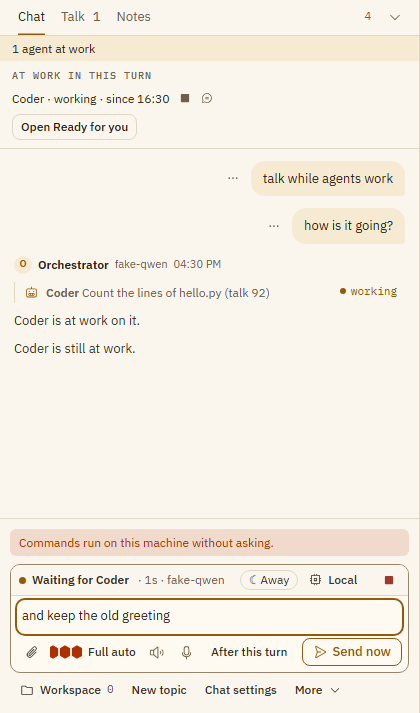 Chat Talk 1 Notes 4
1 agent at work
AT WORK IN THIS TURN
Coder · working · since 16:30
Open Ready for you
··· talk while agents work
··· how is it going?
O Orchestrator fake-qwen 04:30 PM
Coder Count the lines of hello.py (talk 92) working
Coder is at work on it.
Coder is still at work.
Commands run on this machine without asking.
Waiting for Coder · 1s · fake-qwen Away Local
and keep the old greeting
Full auto After this turn Send now
Workspace 0 New topic Chat settings More